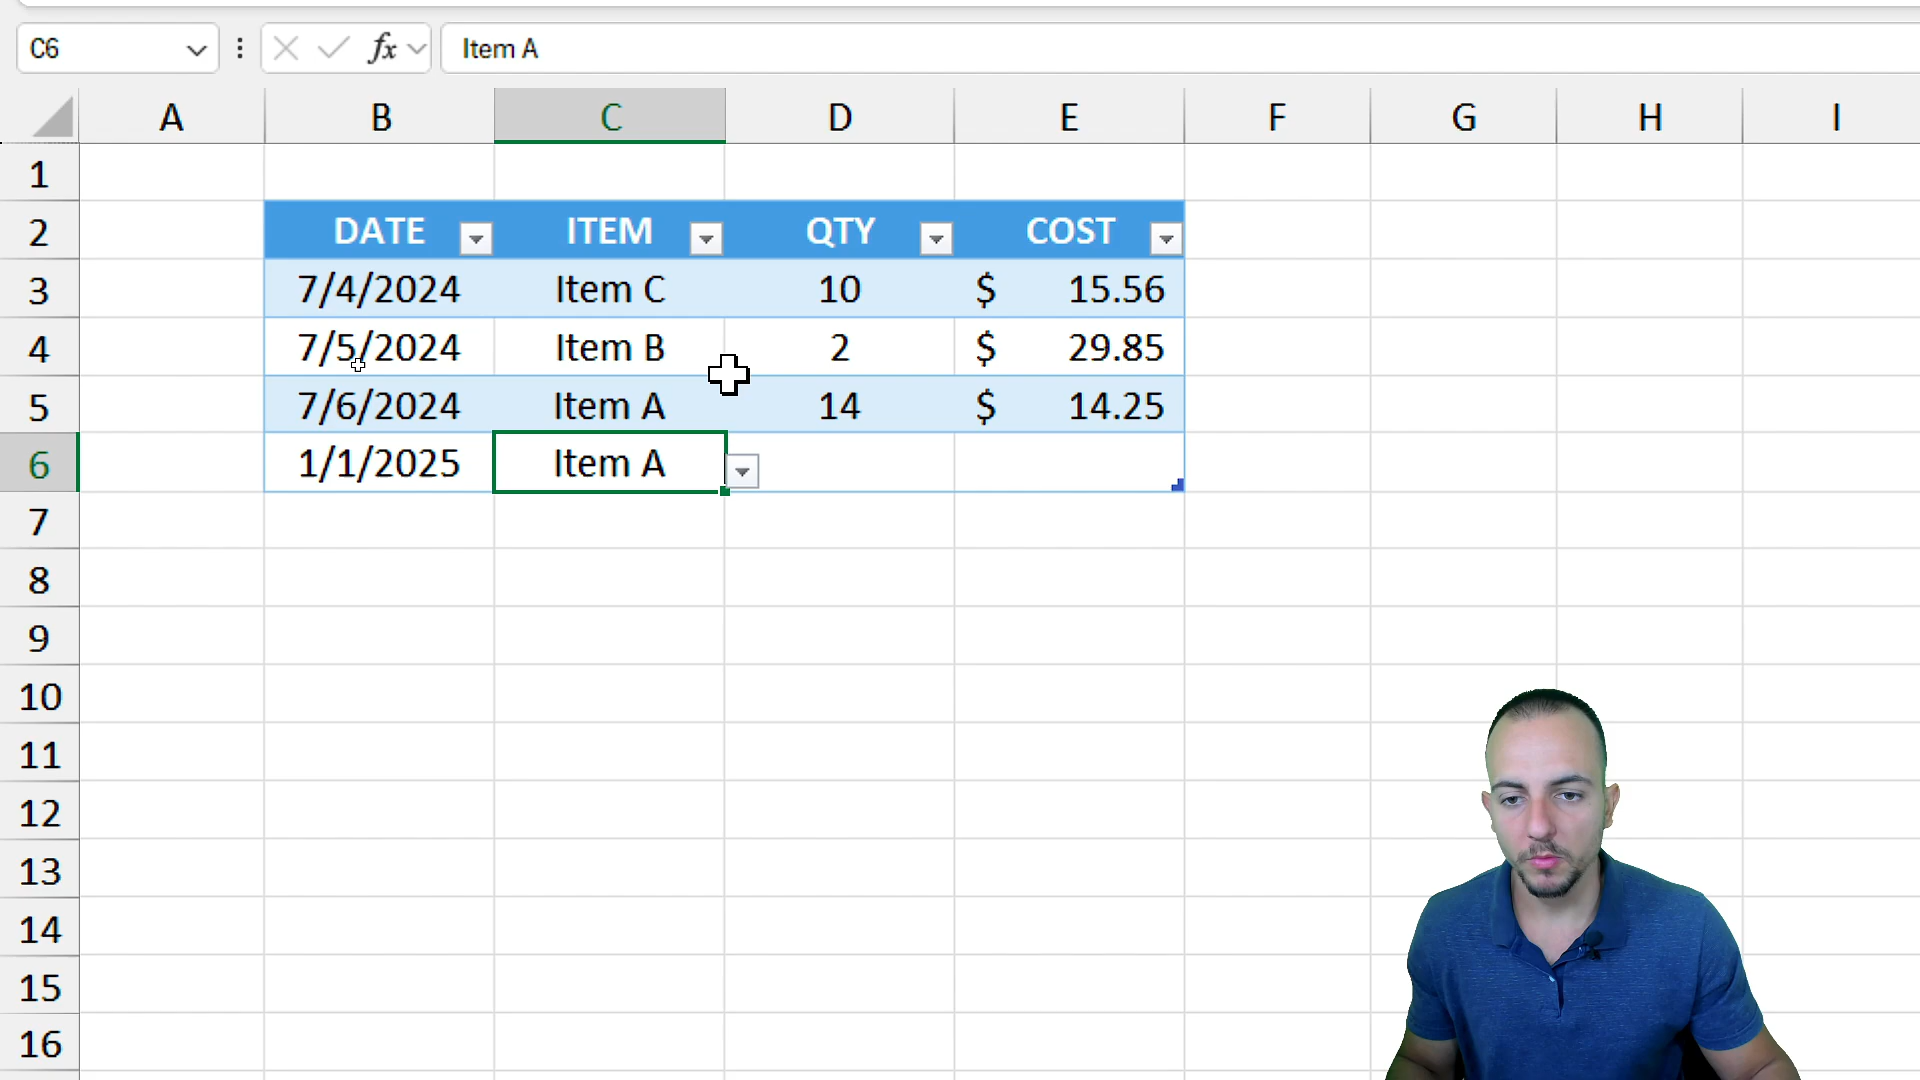 C6 fx Item A
A B C D E F G H I
1
2 DATE ITEM QTY COST
3 7/4/2024 Item C 10 $ 15.56
4 7/5/2024 Item B 2 $ 29.85
5 7/6/2024 Item A 14 $ 14.25
6 1/1/2025 Item A
7
8
9
10
11
12
13
14
15
16